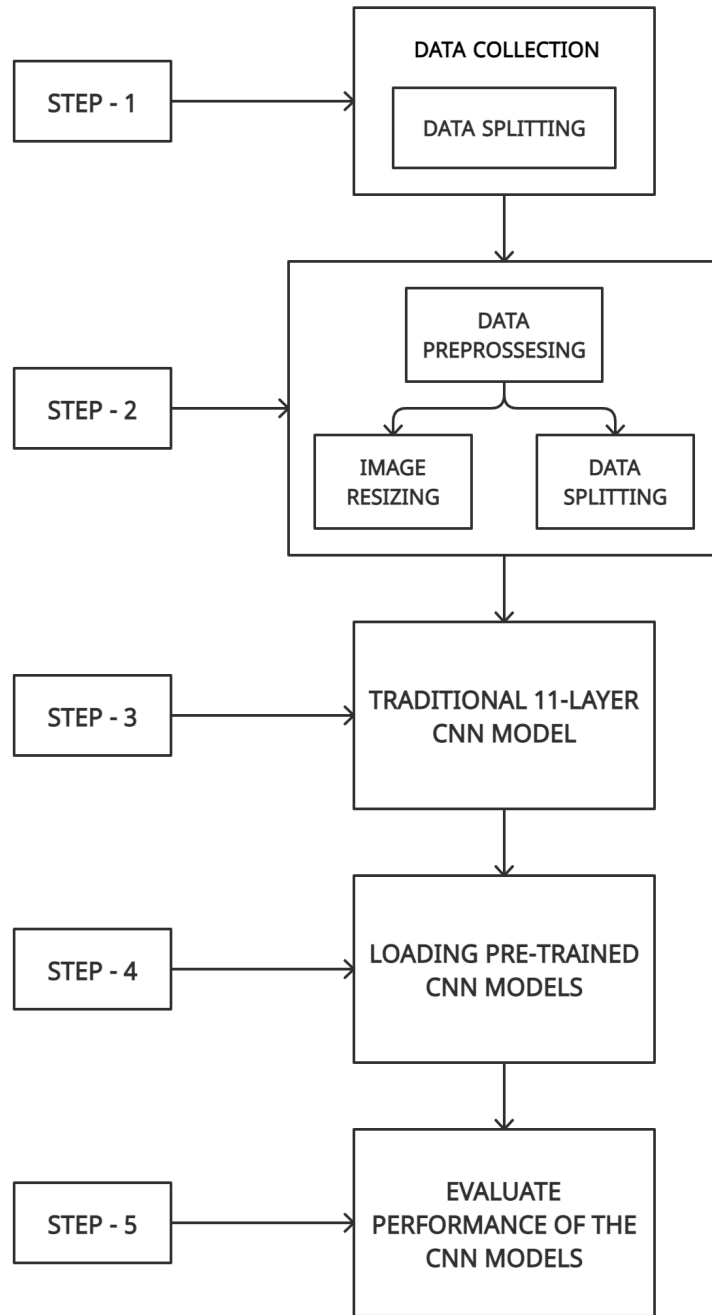 STEP - 1
DATA COLLECTION
DATA SPLITTING
STEP - 2
DATA
PREPROSSESING
IMAGE
RESIZING
DATA
SPLITTING
STEP - 3
TRADITIONAL 11-LAYER
CNN MODEL
STEP - 4
LOADING PRE-TRAINED
CNN MODELS
STEP - 5
EVALUATE
PERFORMANCE OF THE
CNN MODELS